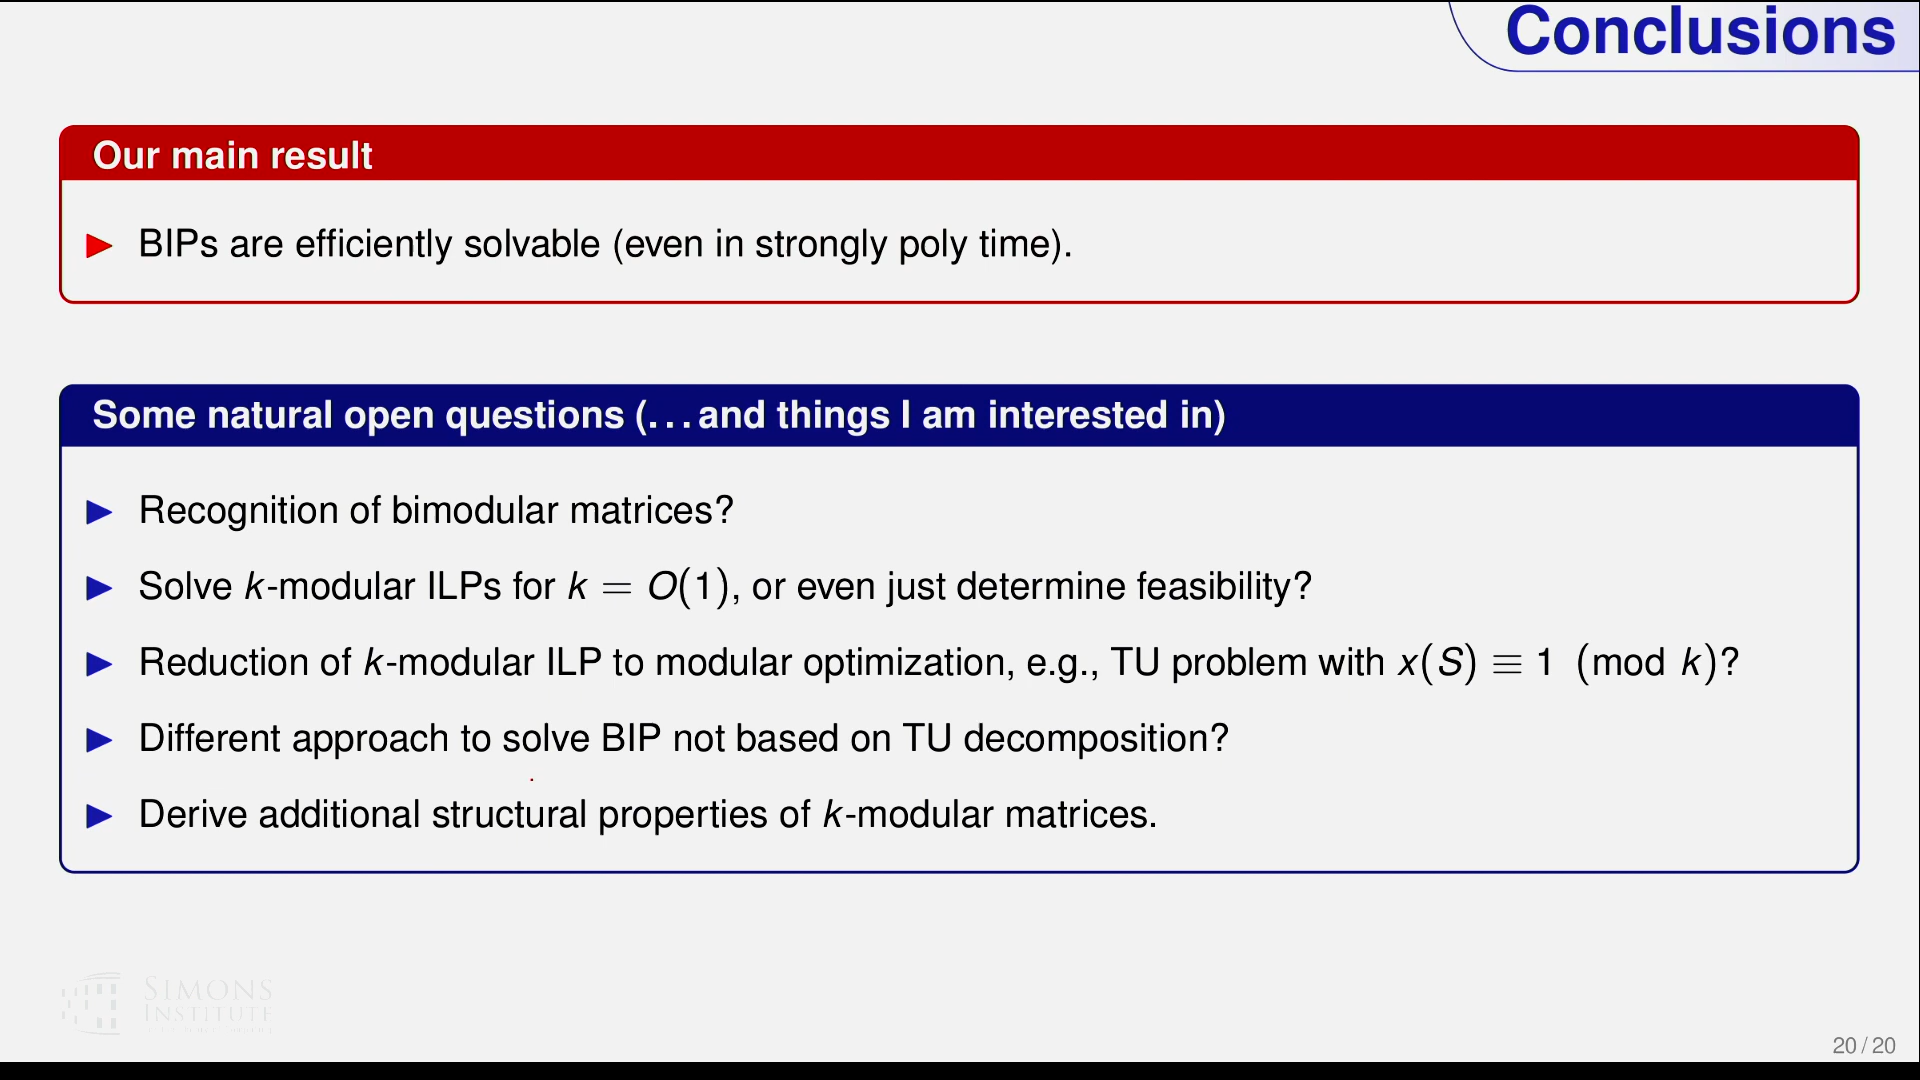 Conclusions
Our main result
▶ BIPs are efficiently solvable (even in strongly poly time).
Some natural open questions (. . . and things I am interested in)
▶ Recognition of bimodular matrices?
▶ Solve k-modular ILPs for k = O(1), or even just determine feasibility?
▶ Reduction of k-modular ILP to modular optimization, e.g., TU problem with x(S) ≡ 1 (mod k)?
▶ Different approach to solve BIP not based on TU decomposition?
▶ Derive additional structural properties of k-modular matrices.
SIMONS
INSTITUTE
20 / 20